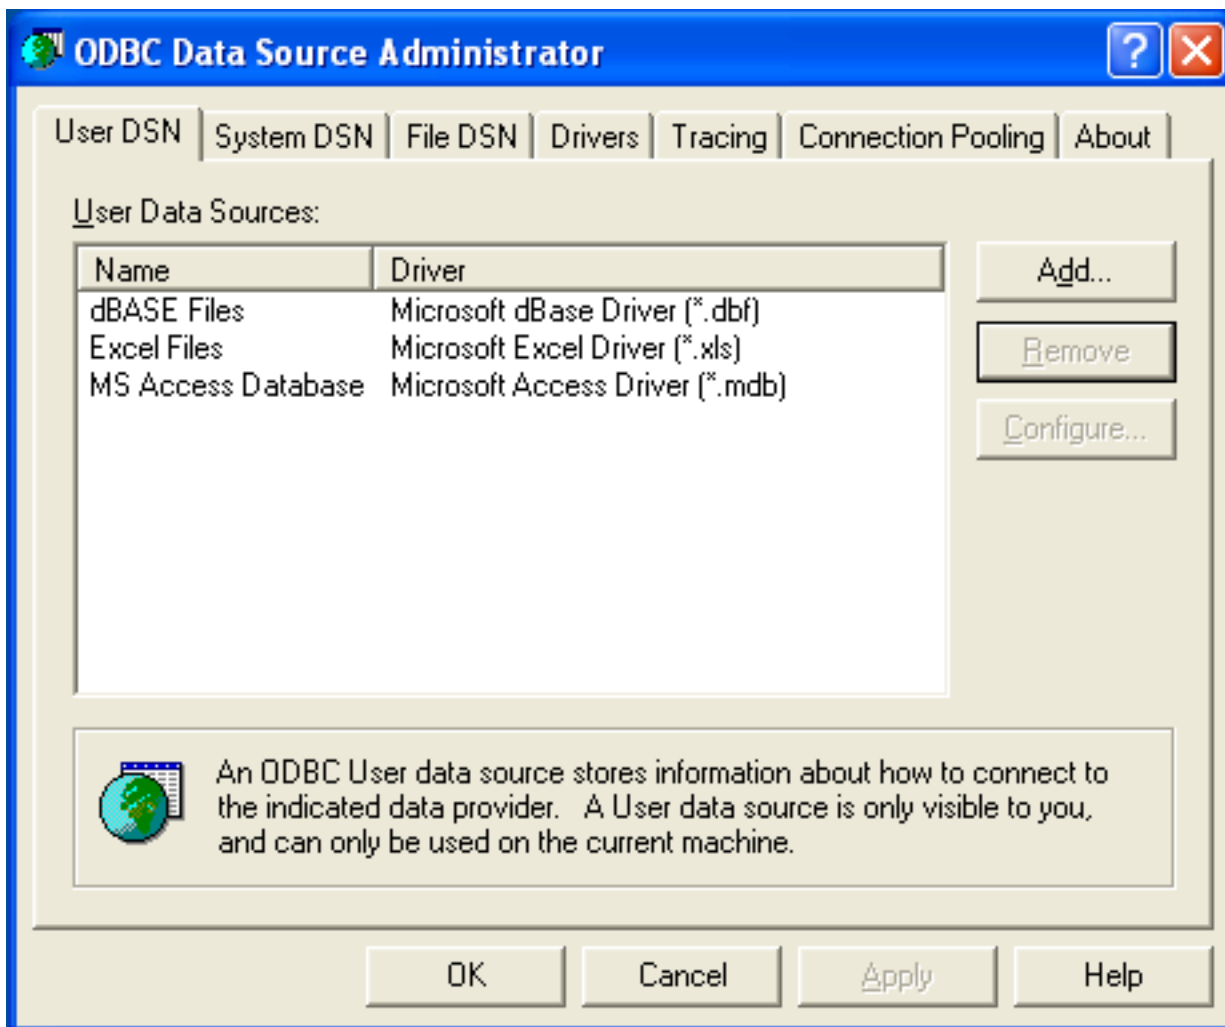 ODBC Data Source Administrator
User DSN System DSN File DSN Drivers Tracing Connection Pooling About
User Data Sources:
Name Driver
dBASE Files Microsoft dBase Driver (*.dbf)
Excel Files Microsoft Excel Driver (*.xls)
MS Access Database Microsoft Access Driver (*.mdb)
Add...
Remove
Configure...
An ODBC User data source stores information about how to connect to
the indicated data provider. A User data source is only visible to you,
and can only be used on the current machine.
OK Cancel Apply Help